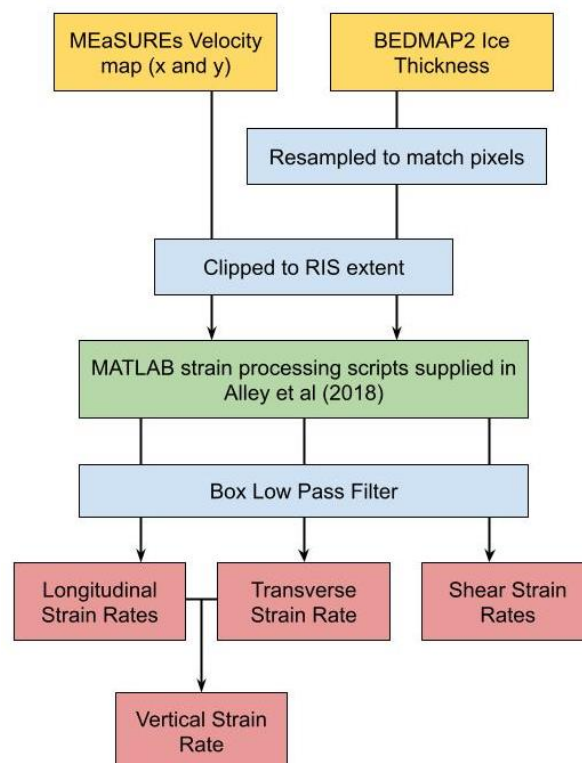 MEaSUREs Velocity
map (x and y)
BEDMAP2 Ice
Thickness
Resampled to match pixels
Clipped to RIS extent
MATLAB strain processing scripts supplied in
Alley et al (2018)
Box Low Pass Filter
Longitudinal
Strain Rates
Transverse
Strain Rate
Shear Strain
Rates
Vertical Strain
Rate